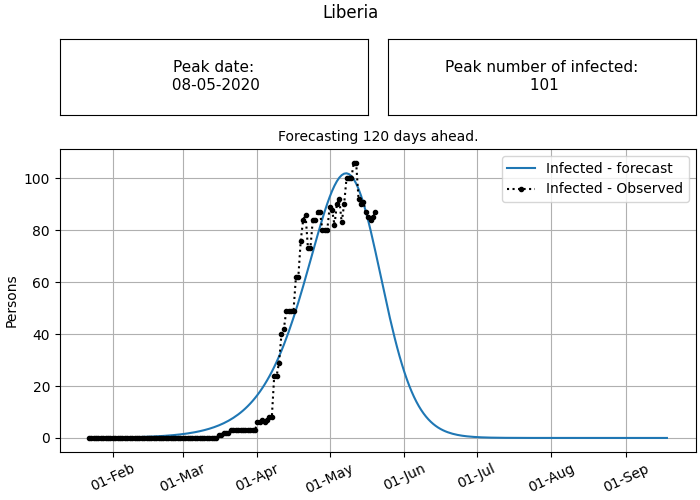 Liberia
Peak date:
08-05-2020
Peak number of infected:
101
Forecasting 120 days ahead.
Infected - forecast
Infected - Observed
Persons
100
80
60
40
20
0
01-Feb
01-Mar
01-Apr
01-May
01-Jun
01-Jul
01-Aug
01-Sep